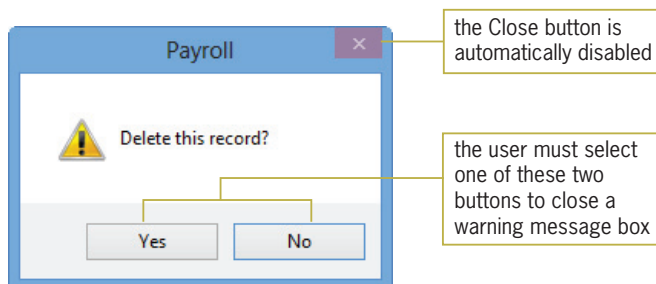 Payroll
the Close button is
automatically disabled
Delete this record?
the user must select
one of these two
buttons to close a
warning message box
Yes No